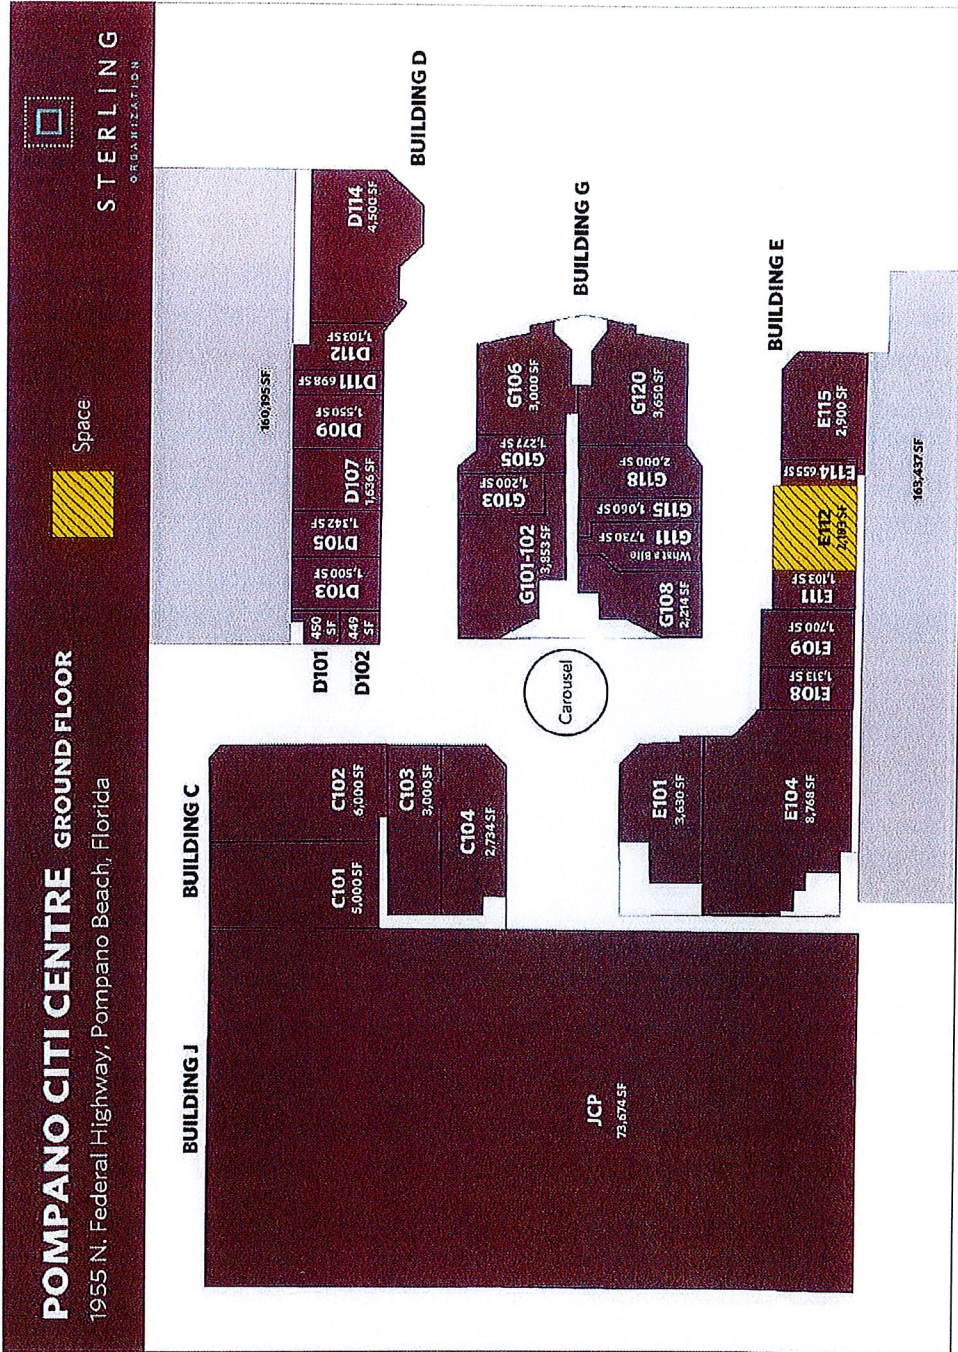 POMPANO CITI CENTRE GROUND FLOOR
1955 N. Federal Highway, Pompano Beach, Florida
Space
STERLING
ORGANIZATION
BUILDING J
BUILDING C
BUILDING D
BUILDING G
BUILDING E
160,195 SF
D101
450
SF
D102
449
SF
D103
1,500 SF
D105
1,342 SF
D107
1,636 SF
D109
1,550 SF
D111 698 SF
D112
1,103 SF
D114
4,500 SF
C101
5,000 SF
C102
6,000 SF
C103
3,000 SF
C104
2,734 SF
JCP
73,674 SF
Carousel
G101-102
3,853 SF
G103
1,200 SF
G105
1,277 SF
G106
3,000 SF
G108
2,214 SF
What a Bite
G111
1,730 SF
G115
1,060 SF
G118
2,000 SF
G120
3,650 SF
E101
3,630 SF
E104
8,768 SF
E108
1,313 SF
E109
1,700 SF
E111
1,103 SF
E112
2,193 SF
E114 655 SF
E115
2,900 SF
163,437 SF